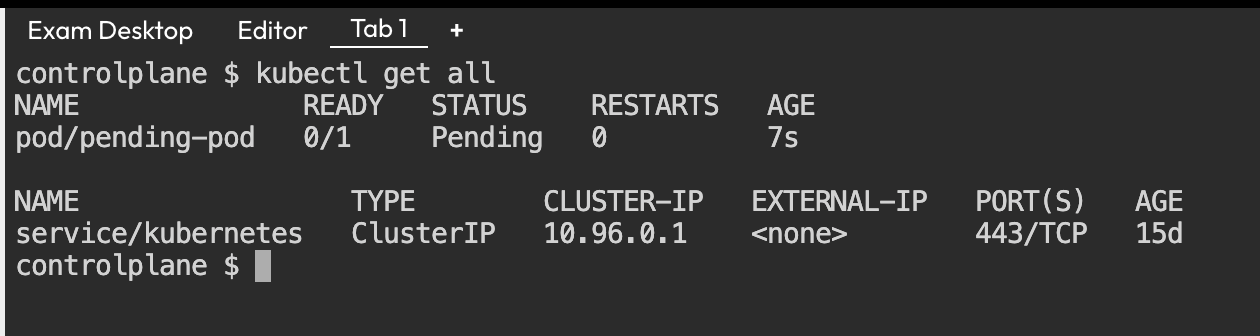 Exam Desktop Editor Tab 1 +
controlplane $ kubectl get all
NAME READY STATUS RESTARTS AGE
pod/pending-pod 0/1 Pending 0 7s
NAME TYPE CLUSTER-IP EXTERNAL-IP PORT(S) AGE
service/kubernetes ClusterIP 10.96.0.1 <none> 443/TCP 15d
controlplane $